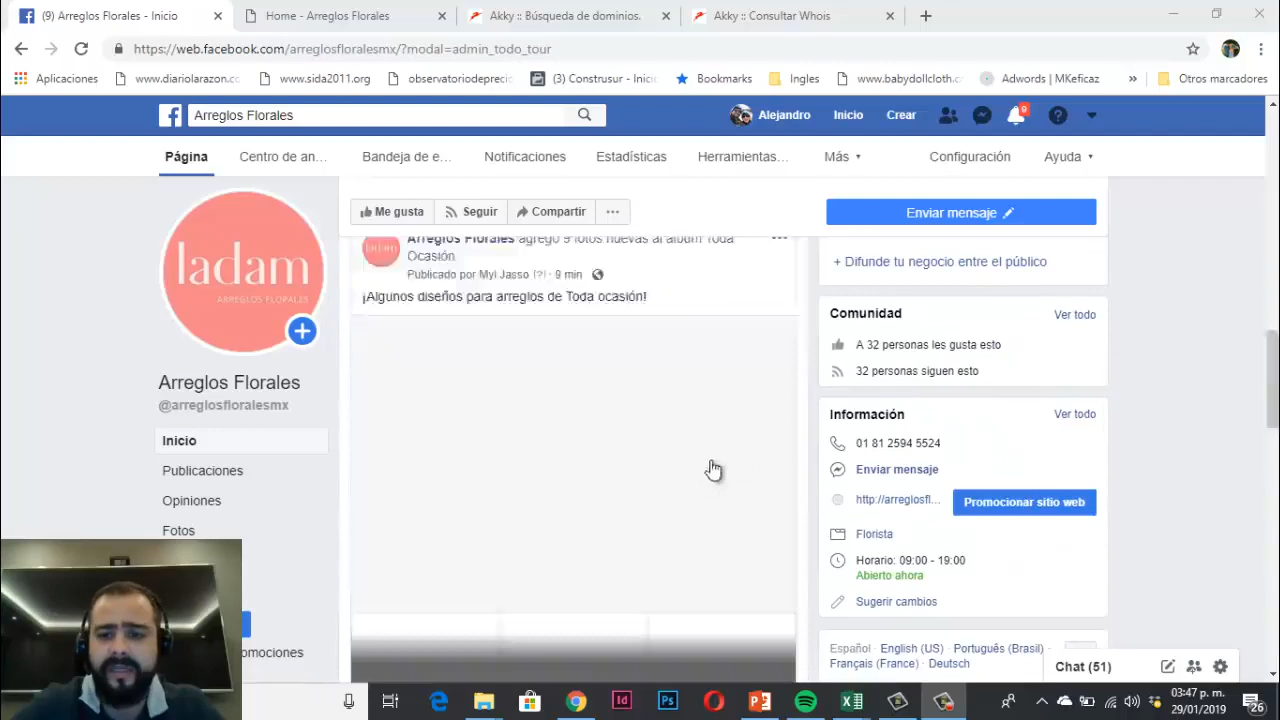 (9) Arreglos Florales - Inicio
Home - Arreglos Florales
Akky :: Búsqueda de dominios.
Akky :: Consultar Whois
https://web.facebook.com/arreglosfloralesmx/?modal=admin_todo_tour
Aplicaciones
www.diariolarazon.co
www.sida2011.org
observatoriodeprecio
(3) Construsur - Inici
Bookmarks
Ingles
www.babydollcloth.c
Adwords | MKeficaz
»
Otros marcadores
Arreglos Florales
Alejandro
Inicio
Crear
9
Página
Centro de an...
Bandeja de e...
Notificaciones
Estadísticas
Herramientas...
Más
Configuración
Ayuda
Me gusta
Seguir
Compartir
Enviar mensaje
ladam
ARREGLOS FLORALES
Arreglos Florales
@arreglosfloralesmx
Inicio
Publicaciones
Opiniones
Fotos
omociones
Arreglos Florales agregó 9 fotos nuevas al álbum Toda
Ocasión.
Publicado por Myl Jasso [?] · 9 min
¡Algunos diseños para arreglos de Toda ocasión!
+ Difunde tu negocio entre el público
Comunidad
Ver todo
A 32 personas les gusta esto
32 personas siguen esto
Información
Ver todo
01 81 2594 5524
Enviar mensaje
http://arreglosfl...
Promocionar sitio web
Florista
Horario: 09:00 - 19:00
Abierto ahora
Sugerir cambios
Español · English (US) · Português (Brasil) ·
Français (France) · Deutsch
Chat (51)
03:47 p. m.
29/01/2019
26